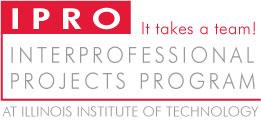 IPRO
It takes a team!
INTERPROFESSIONAL
PROJECTS PROGRAM
AT ILLINOIS INSTITUTE OF TECHNOLOGY